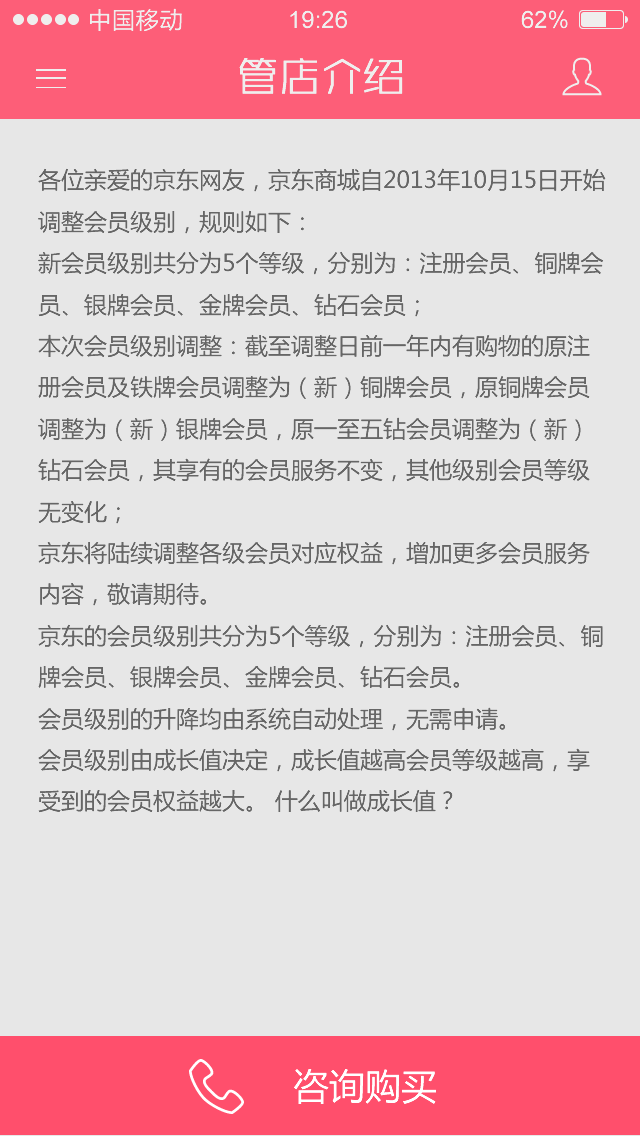 中国移动 19:26 62%
管店介绍
各位亲爱的京东网友，京东商城自2013年10月15日开始
调整会员级别，规则如下：
新会员级别共分为5个等级，分别为：注册会员、铜牌会
员、银牌会员、金牌会员、钻石会员；
本次会员级别调整：截至调整日前一年内有购物的原注
册会员及铁牌会员调整为（新）铜牌会员，原铜牌会员
调整为（新）银牌会员，原一至五钻会员调整为（新）
钻石会员，其享有的会员服务不变，其他级别会员等级
无变化；
京东将陆续调整各级会员对应权益，增加更多会员服务
内容，敬请期待。
京东的会员级别共分为5个等级，分别为：注册会员、铜
牌会员、银牌会员、金牌会员、钻石会员。
会员级别的升降均由系统自动处理，无需申请。
会员级别由成长值决定，成长值越高会员等级越高，享
受到的会员权益越大。 什么叫做成长值？
咨询购买